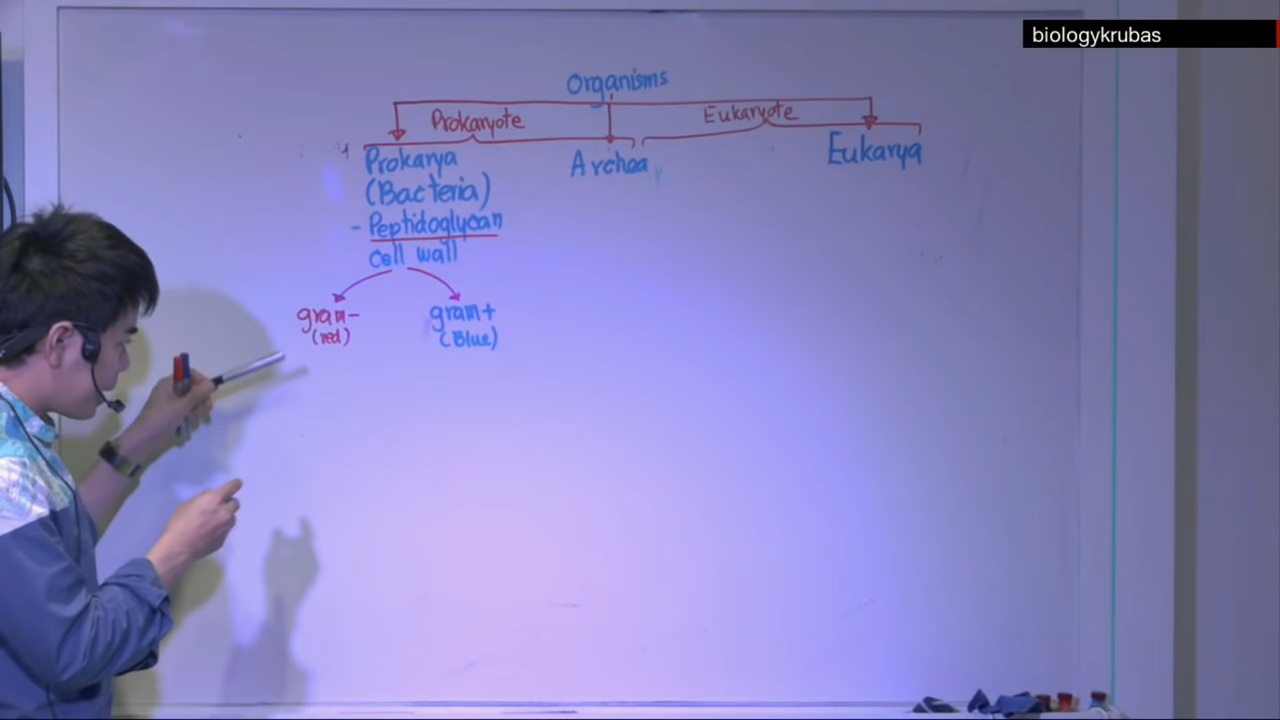 biologykrubas
Organisms
Prokaryote
Eukaryote
Prokarya
(Bacteria)
- Peptidoglycan
cell wall
Archea
Eukarya
gram-
(red)
gram+
(Blue)